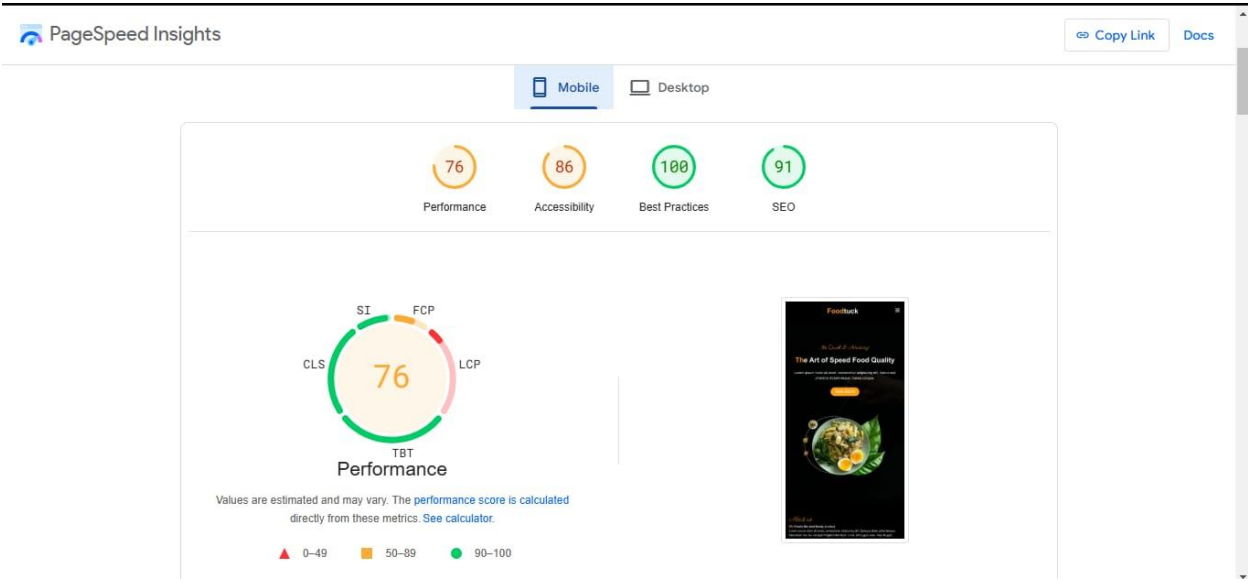 PageSpeed Insights
Copy Link
Docs
Mobile
Desktop
76
86
100
91
Performance
Accessibility
Best Practices
SEO
SI
FCP
CLS
LCP
76
TBT
Performance
Values are estimated and may vary. The performance score is calculated
directly from these metrics. See calculator.
0–49
50–89
90–100
Foodtuck
The Art of Speed Food Quality